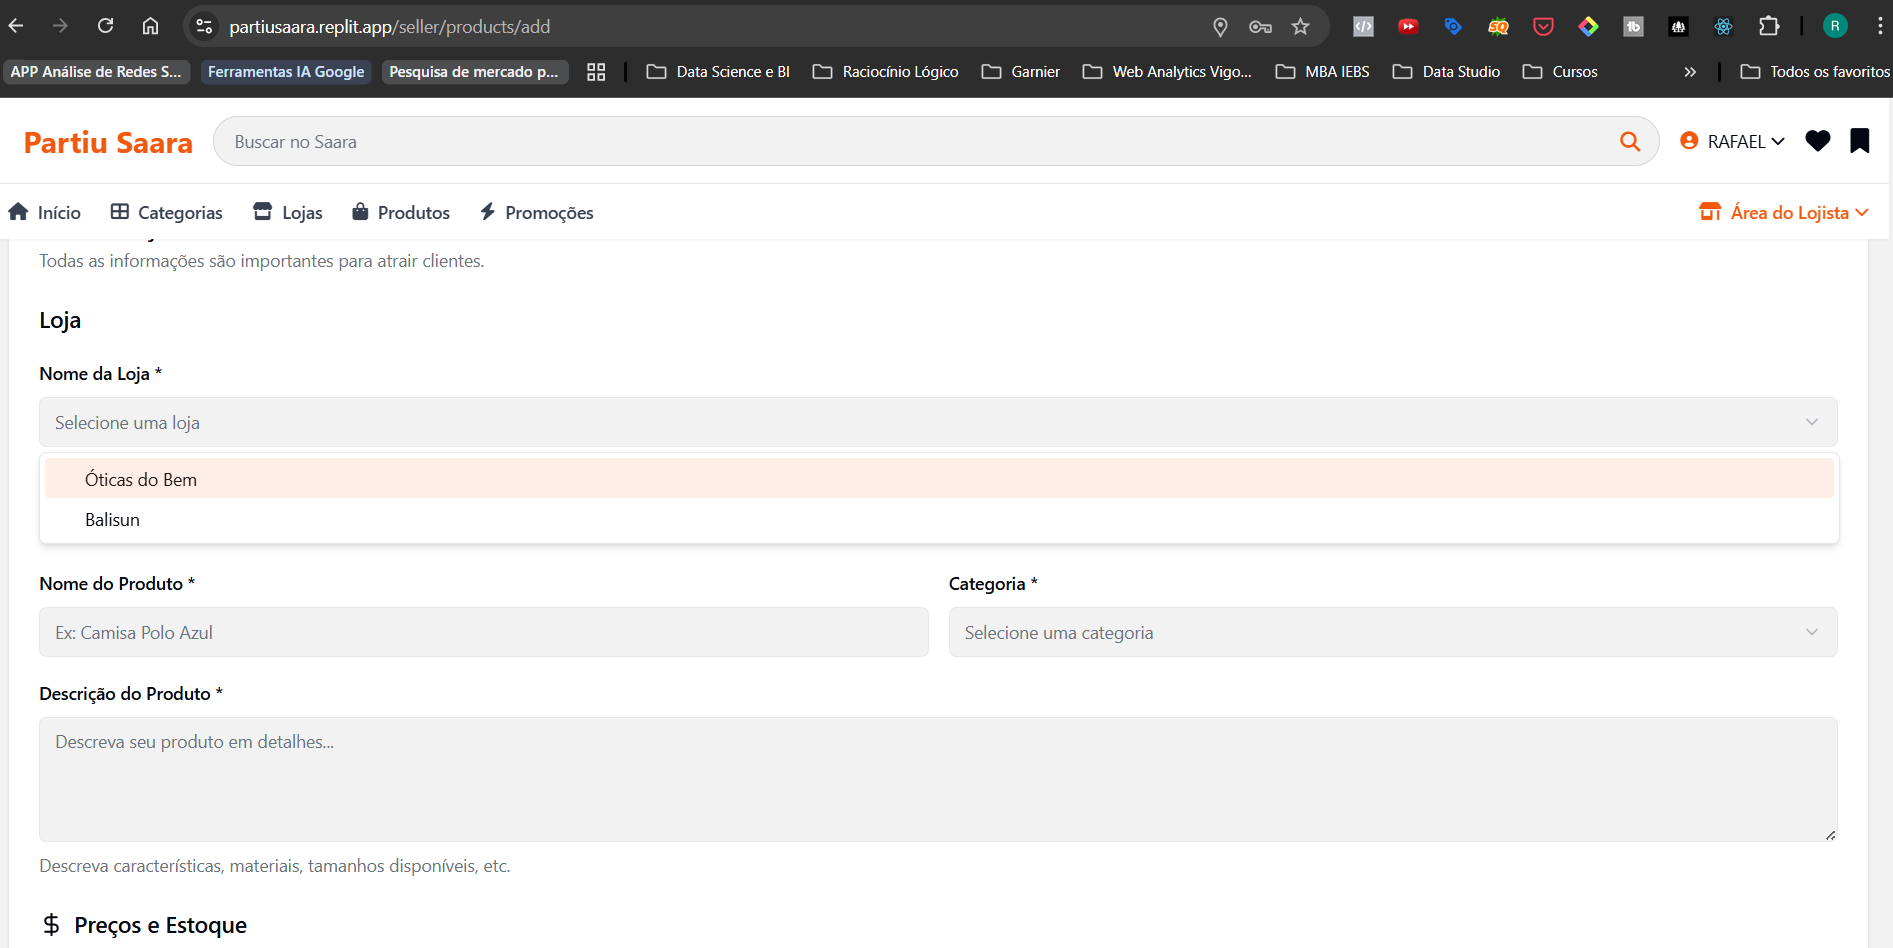 partiusaara.replit.app/seller/products/add
R
APP Análise de Redes S...
Ferramentas IA Google
Pesquisa de mercado p...
Data Science e BI
Raciocínio Lógico
Garnier
Web Analytics Vigo...
MBA IEBS
Data Studio
Cursos
Todos os favoritos
Partiu Saara
Buscar no Saara
RAFAEL
Início
Categorias
Lojas
Produtos
Promoções
Área do Lojista
Todas as informações são importantes para atrair clientes.
Loja
Nome da Loja *
Selecione uma loja
Óticas do Bem
Balisun
Nome do Produto *
Categoria *
Ex: Camisa Polo Azul
Selecione uma categoria
Descrição do Produto *
Descreva seu produto em detalhes...
Descreva características, materiais, tamanhos disponíveis, etc.
$ Preços e Estoque